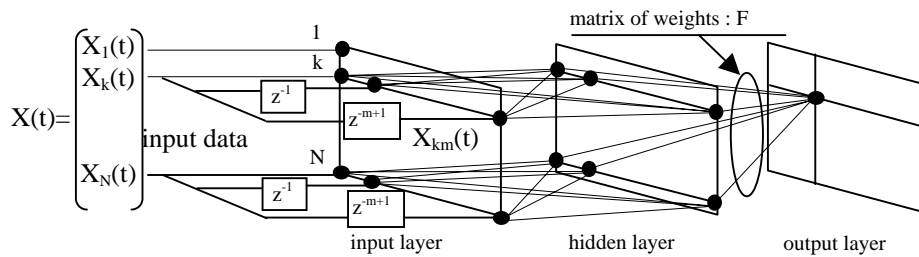 matrix of weights : F
X₁(t)
1
Xₖ(t)
k
z⁻¹
X(t)=
input data
z⁻ᵐ⁺¹
Xₖₘ(t)
N
X_N(t)
z⁻¹
z⁻ᵐ⁺¹
input layer
hidden layer
output layer